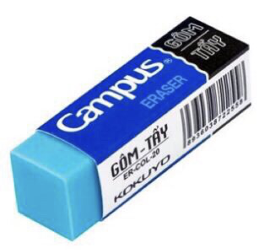 Campus®
ERASER
GÔM-
TẨY
GÔM-TẨY
ER-COL-20
KOKUYO